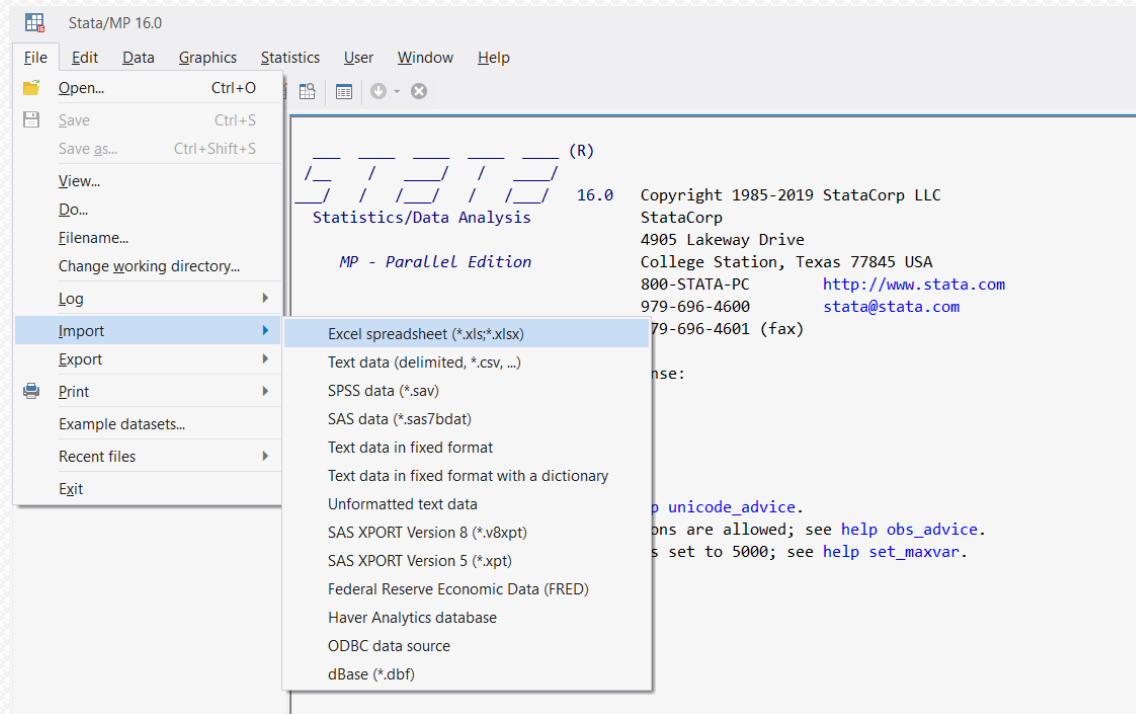 Stata/MP 16.0
File Edit Data Graphics Statistics User Window Help
Open... Ctrl+O
Save Ctrl+S
Save as... Ctrl+Shift+S
View...
Do...
Filename...
Change working directory...
Log
Import
Export
Print
Example datasets...
Recent files
Exit
Excel spreadsheet (*.xls;*.xlsx)
Text data (delimited, *.csv, ...)
SPSS data (*.sav)
SAS data (*.sas7bdat)
Text data in fixed format
Text data in fixed format with a dictionary
Unformatted text data
SAS XPORT Version 8 (*.v8xpt)
SAS XPORT Version 5 (*.xpt)
Federal Reserve Economic Data (FRED)
Haver Analytics database
ODBC data source
dBase (*.dbf)
(R)
16.0 Copyright 1985-2019 StataCorp LLC
Statistics/Data Analysis StataCorp
4905 Lakeway Drive
MP - Parallel Edition College Station, Texas 77845 USA
800-STATA-PC http://www.stata.com
979-696-4600 stata@stata.com
79-696-4601 (fax)
nse:
unicode_advice.
ons are allowed; see help obs_advice.
s set to 5000; see help set_maxvar.